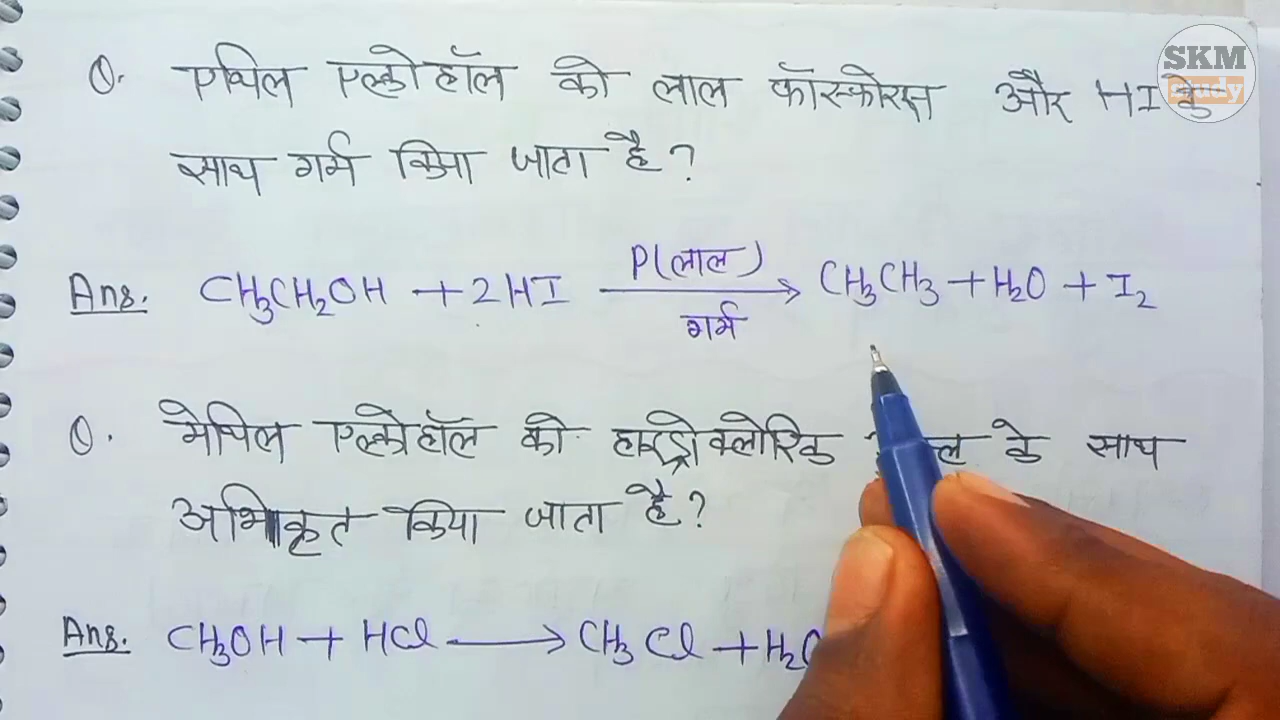 SKM
Study
Q. एथिल एल्कोहॉल को लाल फॉस्फोरस और HI के
साथ गर्म किया जाता है?
P(लाल)
Ans. CH₃CH₂OH + 2HI ⟶ CH₃CH₃ + H₂O + I₂
गर्म
Q. मेथिल एल्कोहॉल को हाइड्रोक्लोरिक के साथ
अभिकृत किया जाता है?
Ans. CH₃OH + HCl ⟶ CH₃Cl + H₂O